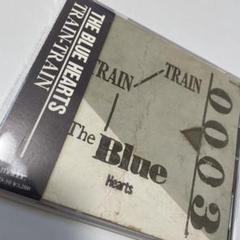 THE BLUE HEARTS
TRAIN-TRAIN
TRAIN
TRAIN
The Blue
Hearts
0003